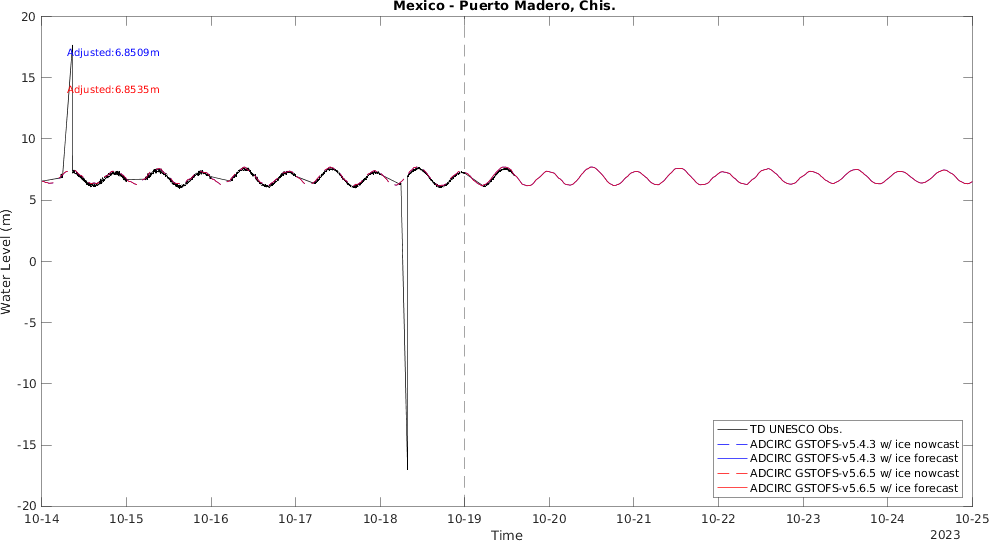 Mexico - Puerto Madero, Chis.
20
15
10
5
0
-5
-10
-15
-20
Water Level (m)
Adjusted:6.8509m
Adjusted:6.8535m
TD UNESCO Obs.
ADCIRC GSTOFS-v5.4.3 w/ ice nowcast
ADCIRC GSTOFS-v5.4.3 w/ ice forecast
ADCIRC GSTOFS-v5.6.5 w/ ice nowcast
ADCIRC GSTOFS-v5.6.5 w/ ice forecast
10-14 10-15 10-16 10-17 10-18 10-19 10-20 10-21 10-22 10-23 10-24 10-25
Time
2023